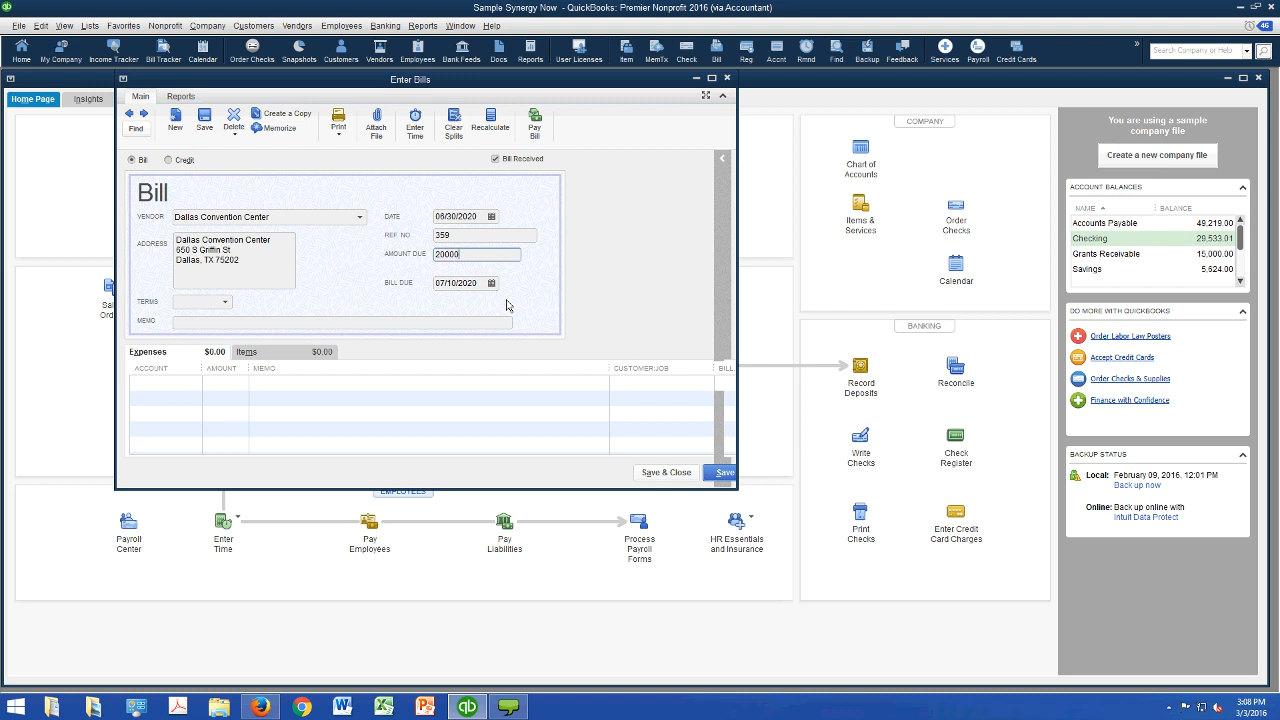 Sample Synergy Now - QuickBooks: Premier Nonprofit 2016 (via Accountant)
File Edit View Lists Favorites Nonprofit Company Customers Vendors Employees Banking Reports Window Help
46
Home My Company Income Tracker Bill Tracker Calendar Order Checks Snapshots Customers Vendors Employees Bank Feeds Docs Reports User Licenses Item MemTx Check Bill Reg Accnt Rmnd Find Backup Feedback Services Payroll Credit Cards
Search Company or Help
Enter Bills
Home Page Insights
Main Reports
Find New Save Delete
Create a Copy
Memorize
Print
Attach File
Enter Time
Clear Splits
Recalculate
Pay Bill
Bill Credit Bill Received
Bill
VENDOR Dallas Convention Center
DATE 06/30/2020
REF. NO. 359
ADDRESS
Dallas Convention Center
650 S Griffin St
Dallas, TX 75202
AMOUNT DUE 20000
BILL DUE 07/10/2020
TERMS
MEMO
Expenses $0.00 Items $0.00
ACCOUNT AMOUNT MEMO CUSTOMER:JOB BILL
Save & Close Save
Sal
Ord
EMPLOYEES
Payroll Center
Enter Time
Pay Employees
Pay Liabilities
Process Payroll Forms
HR Essentials and Insurance
COMPANY
Chart of Accounts
Items & Services
Order Checks
Calendar
BANKING
Record Deposits
Reconcile
Write Checks
Check Register
Print Checks
Enter Credit Card Charges
You are using a sample
company file
Create a new company file
ACCOUNT BALANCES
NAME BALANCE
Accounts Payable 49,219.00
Checking 29,533.01
Grants Receivable 15,000.00
Savings 5,624.00
DO MORE WITH QUICKBOOKS
Order Labor Law Posters
Accept Credit Cards
Order Checks & Supplies
Finance with Confidence
BACKUP STATUS
Local: February 09, 2016, 12:01 PM
Back up now
Online: Back up online with
Intuit Data Protect
3:08 PM
3/3/2016